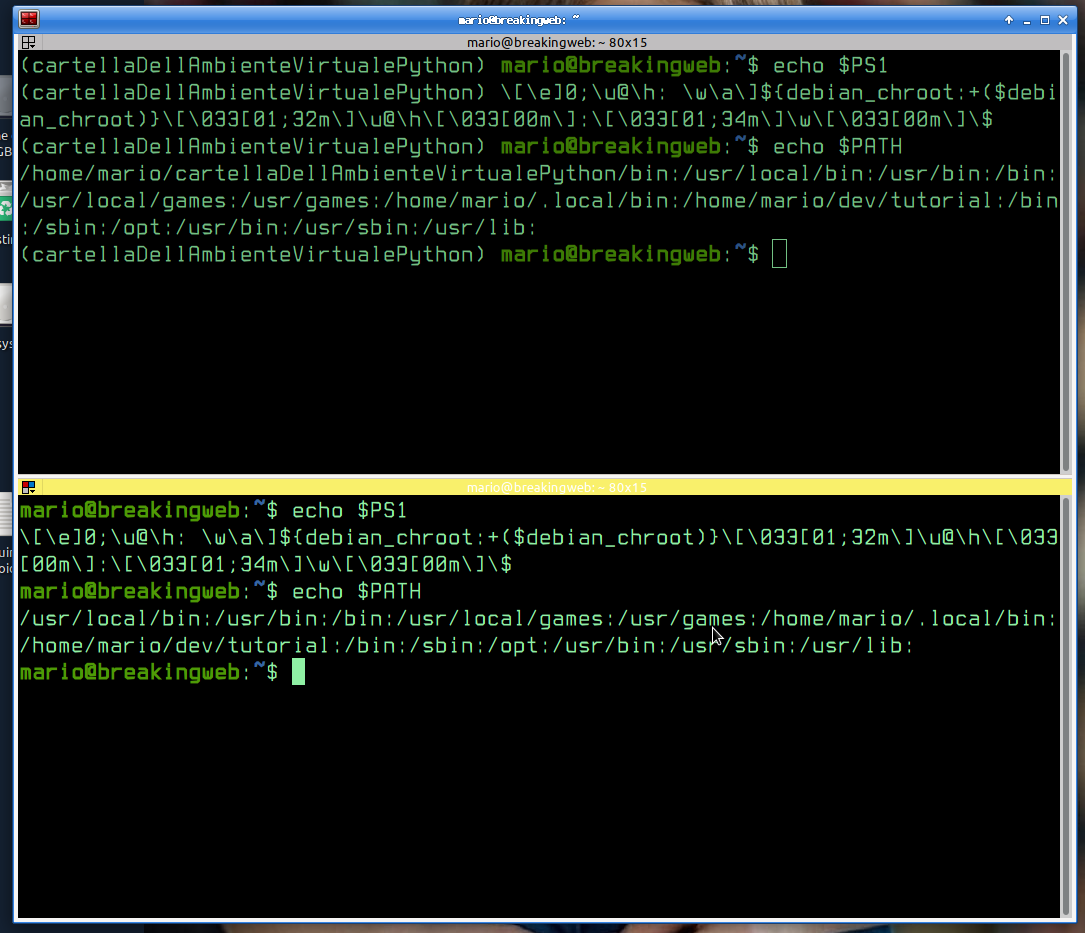 mario@breakingweb: ~
mario@breakingweb: ~ 80x15
(cartellaDellAmbienteVirtualePython) mario@breakingweb:~$ echo $PS1
(cartellaDellAmbienteVirtualePython) \[\e]0;\u@\h: \w\a\]${debian_chroot:+($debi
an_chroot)}\[\033[01;32m\]\u@\h\[\033[00m\]:\[\033[01;34m\]\w\[\033[00m\]\$
(cartellaDellAmbienteVirtualePython) mario@breakingweb:~$ echo $PATH
/home/mario/cartellaDellAmbienteVirtualePython/bin:/usr/local/bin:/usr/bin:/bin:
/usr/local/games:/usr/games:/home/mario/.local/bin:/home/mario/dev/tutorial:/bin
:/sbin:/opt:/usr/bin:/usr/sbin:/usr/lib:
(cartellaDellAmbienteVirtualePython) mario@breakingweb:~$
mario@breakingweb: ~ 80x15
mario@breakingweb:~$ echo $PS1
\[\e]0;\u@\h: \w\a\]${debian_chroot:+($debian_chroot)}\[\033[01;32m\]\u@\h\[\033
[00m\]:\[\033[01;34m\]\w\[\033[00m\]\$
mario@breakingweb:~$ echo $PATH
/usr/local/bin:/usr/bin:/bin:/usr/local/games:/usr/games:/home/mario/.local/bin:
/home/mario/dev/tutorial:/bin:/sbin:/opt:/usr/bin:/usr/sbin:/usr/lib:
mario@breakingweb:~$